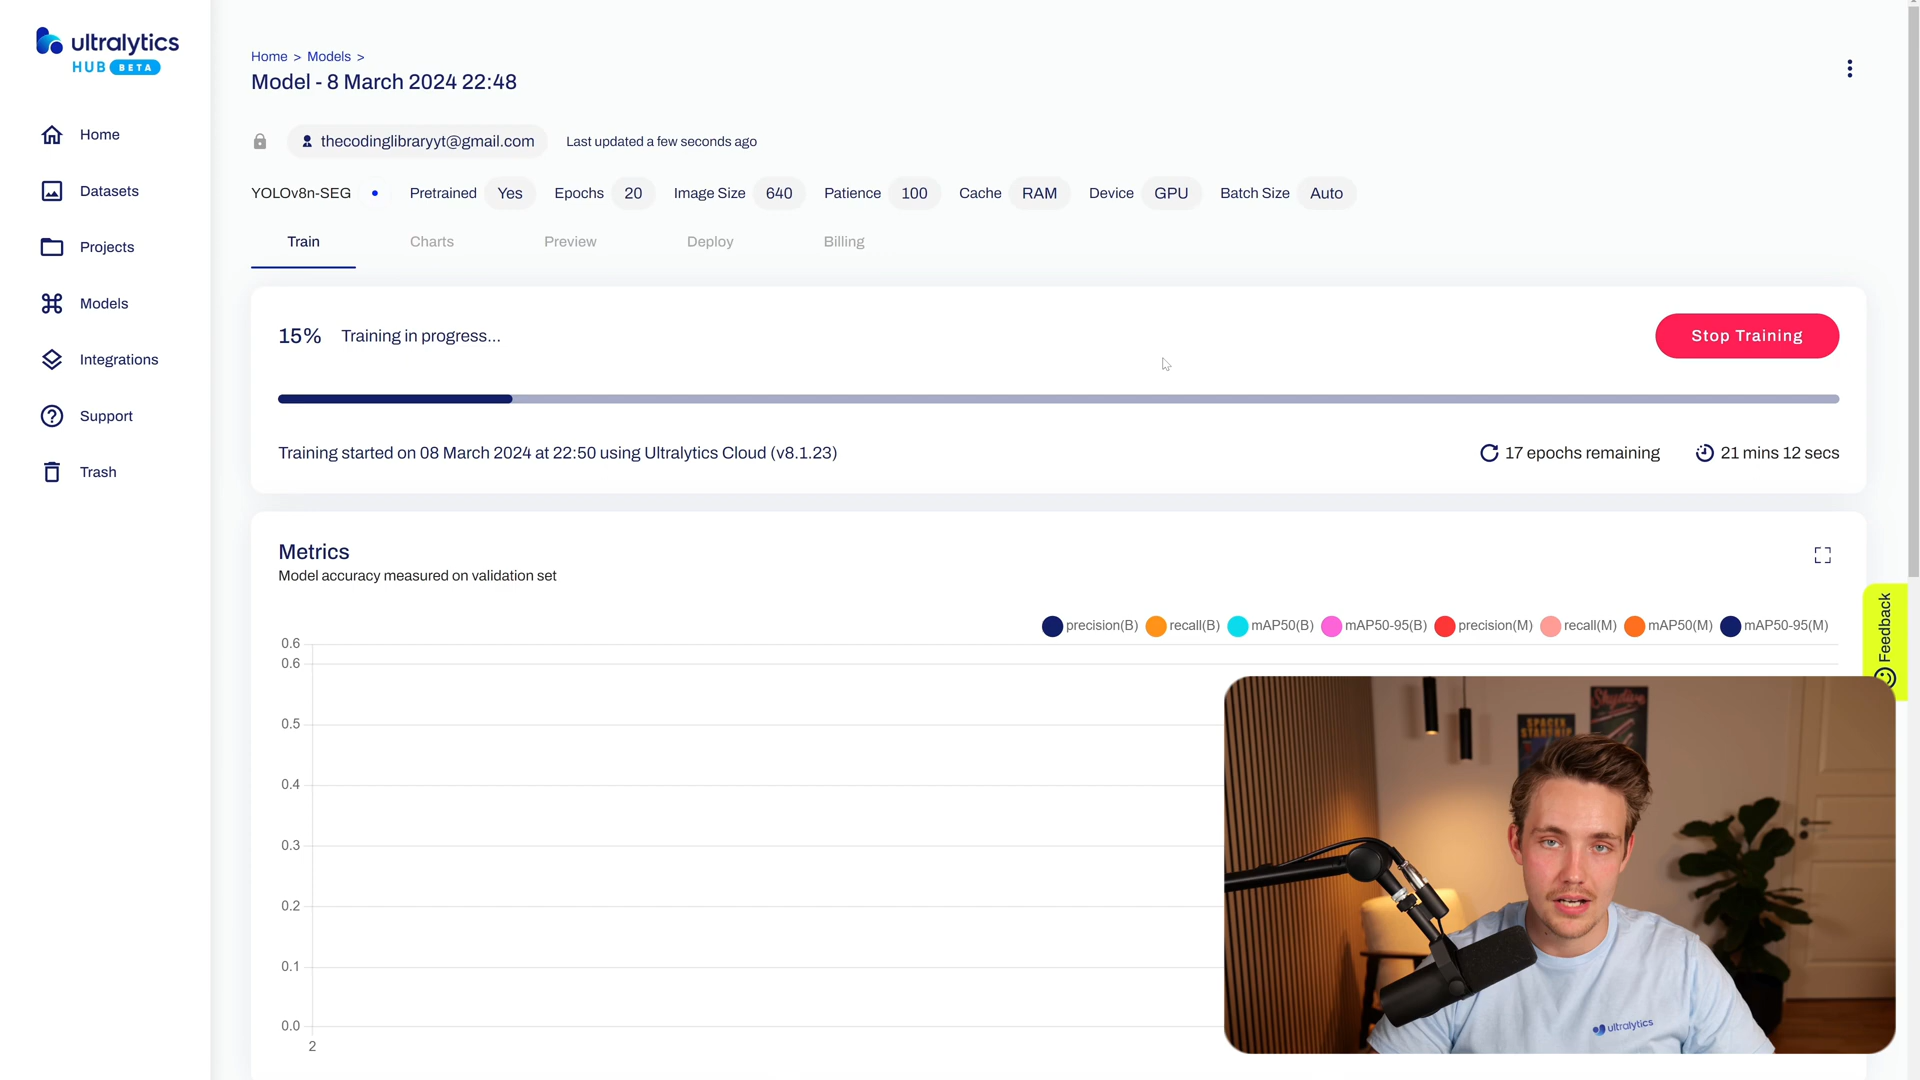 ultralytics
HUB BETA
Home
Datasets
Projects
Models
Integrations
Support
Trash
Home > Models >
Model - 8 March 2024 22:48
thecodinglibraryyt@gmail.com
Last updated a few seconds ago
YOLOv8n-SEG • Pretrained Yes Epochs 20 Image Size 640 Patience 100 Cache RAM Device GPU Batch Size Auto
Train Charts Preview Deploy Billing
15% Training in progress...
Stop Training
Training started on 08 March 2024 at 22:50 using Ultralytics Cloud (v8.1.23)
17 epochs remaining
21 mins 12 secs
Metrics
Model accuracy measured on validation set
precision(B) recall(B) mAP50(B) mAP50-95(B) precision(M) recall(M) mAP50(M) mAP50-95(M)
0.6
0.6
0.5
0.4
0.3
0.2
0.1
0.0
2
Feedback
Skydive
SPACEX
STARSHIP
ultralytics